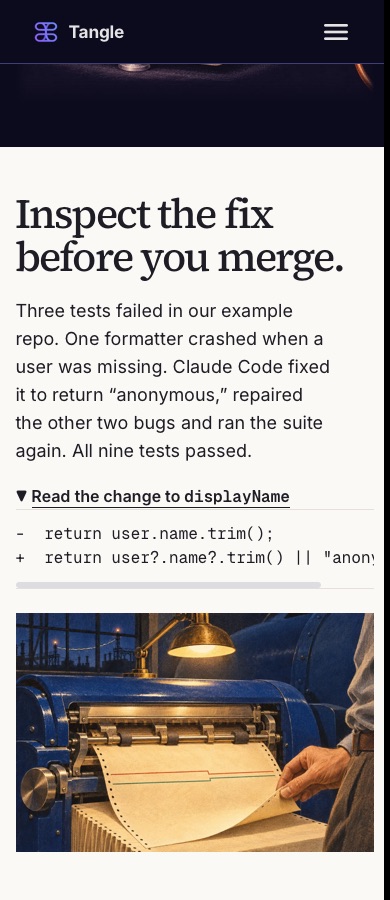 Tangle
Inspect the fix
before you merge.
Three tests failed in our example
repo. One formatter crashed when a
user was missing. Claude Code fixed
it to return “anonymous,” repaired
the other two bugs and ran the suite
again. All nine tests passed.
▼ Read the change to displayName
-  return user.name.trim();
+  return user?.name?.trim() || "anony